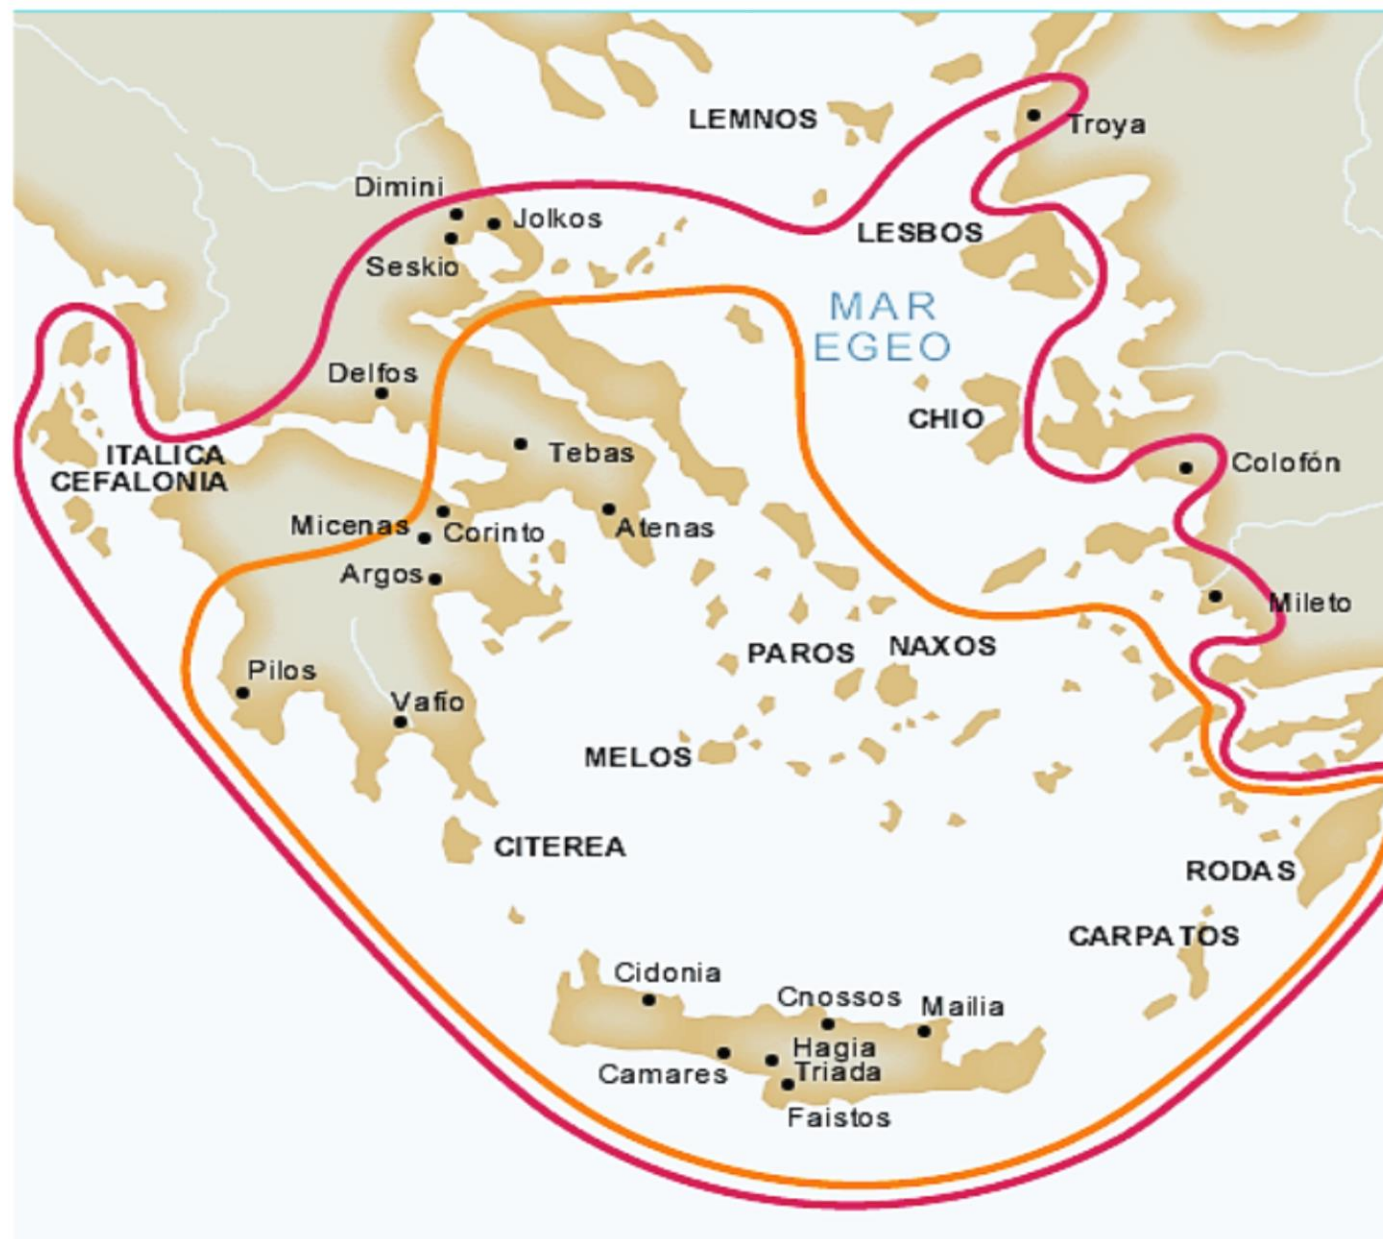 LEMNOS
Troya
Dimini
Jolkos
LESBOS
Seskio
MAR
EGEO
Delfos
CHIO
ITALICA
CEFALONIA
Tebas
Colofón
Micenas
Corinto
Atenas
Argos
Mileto
PAROS
NAXOS
Pilos
Vafío
MELOS
CITEREA
RODAS
CARPATOS
Cidonia
Cnossos
Mailia
Hagia
Triada
Camares
Faistos